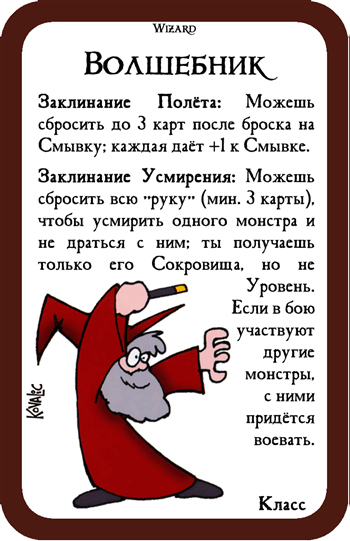 Wizard
Волшебник
Заклинание Полёта: Можешь
сбросить до 3 карт после броска на
Смывку; каждая даёт +1 к Смывке.
Заклинание Усмирения: Можешь
сбросить всю "руку" (мин. 3 карты),
чтобы усмирить одного монстра и
не драться с ним; ты получаешь
только его Сокровища, но не
Уровень.
Если в бою
участвуют
другие
монстры,
с ними
придётся
воевать.
Kovalic
Класс